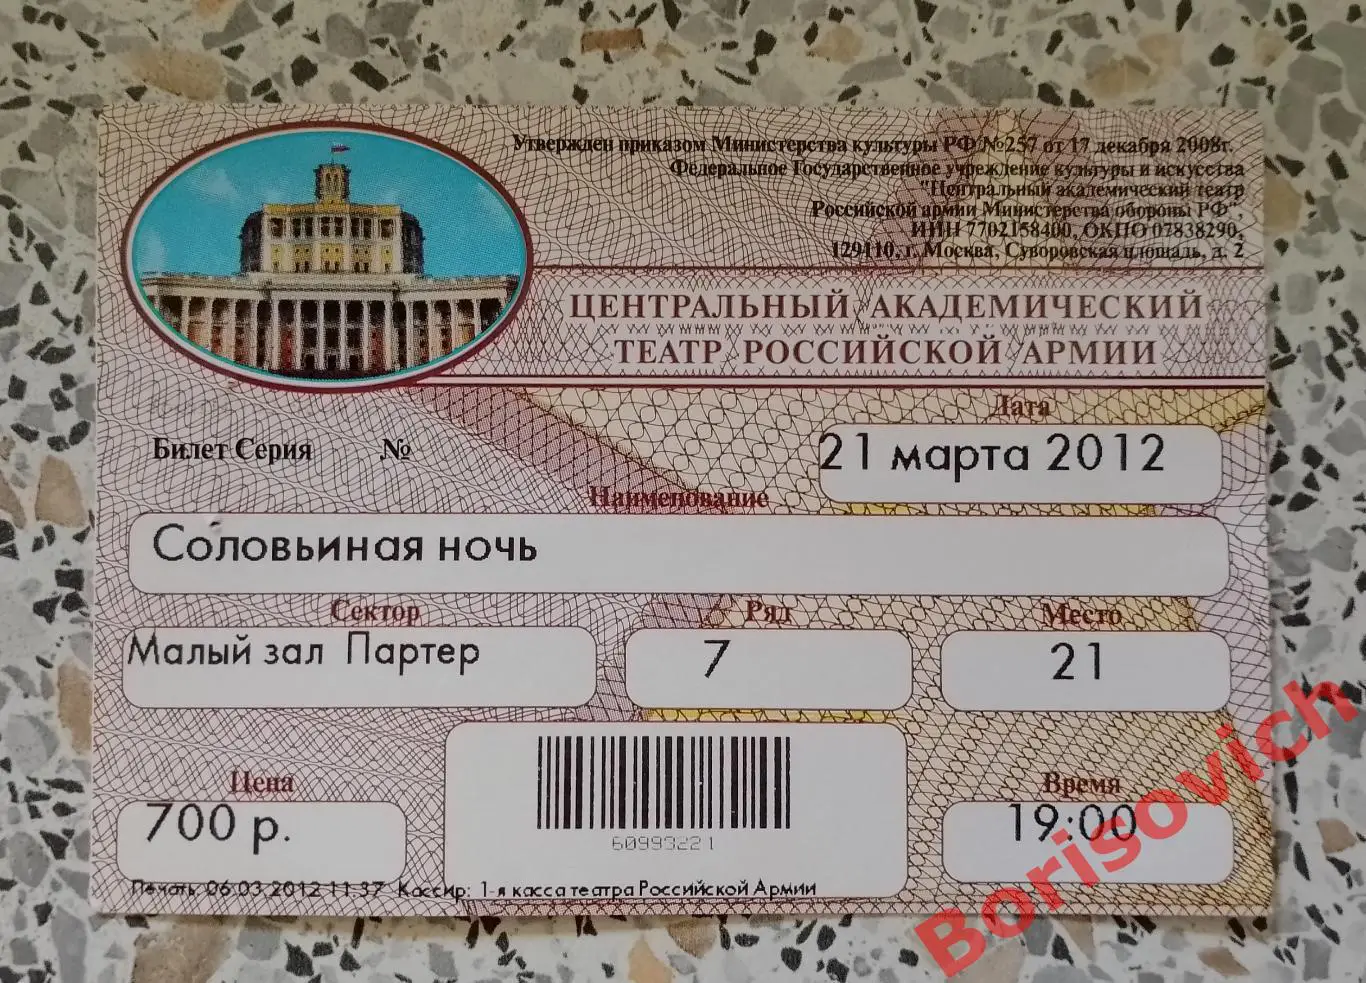 Утвержден приказом Министерства культуры РФ №257 от 17 декабря 2008г.
Федеральное Государственное учреждение культуры и искусства
"Центральный академический театр
Российской армии Министерства обороны РФ",
ИНН 7702158400, ОКПО 07838290,
129110, г. Москва, Суворовская площадь, д. 2
ЦЕНТРАЛЬНЫЙ АКАДЕМИЧЕСКИЙ
ТЕАТР РОССИЙСКОЙ АРМИИ
Дата
Билет Серия №
21 марта 2012
Наименование
Соловьиная ночь
Сектор Ряд Место
Малый зал Партер 7 21
Цена Время
700 р. 19:00
60993221
Печать 06.03.2012 11:37 Кассир: 1-я касса театра Российской Армии
Borisovich